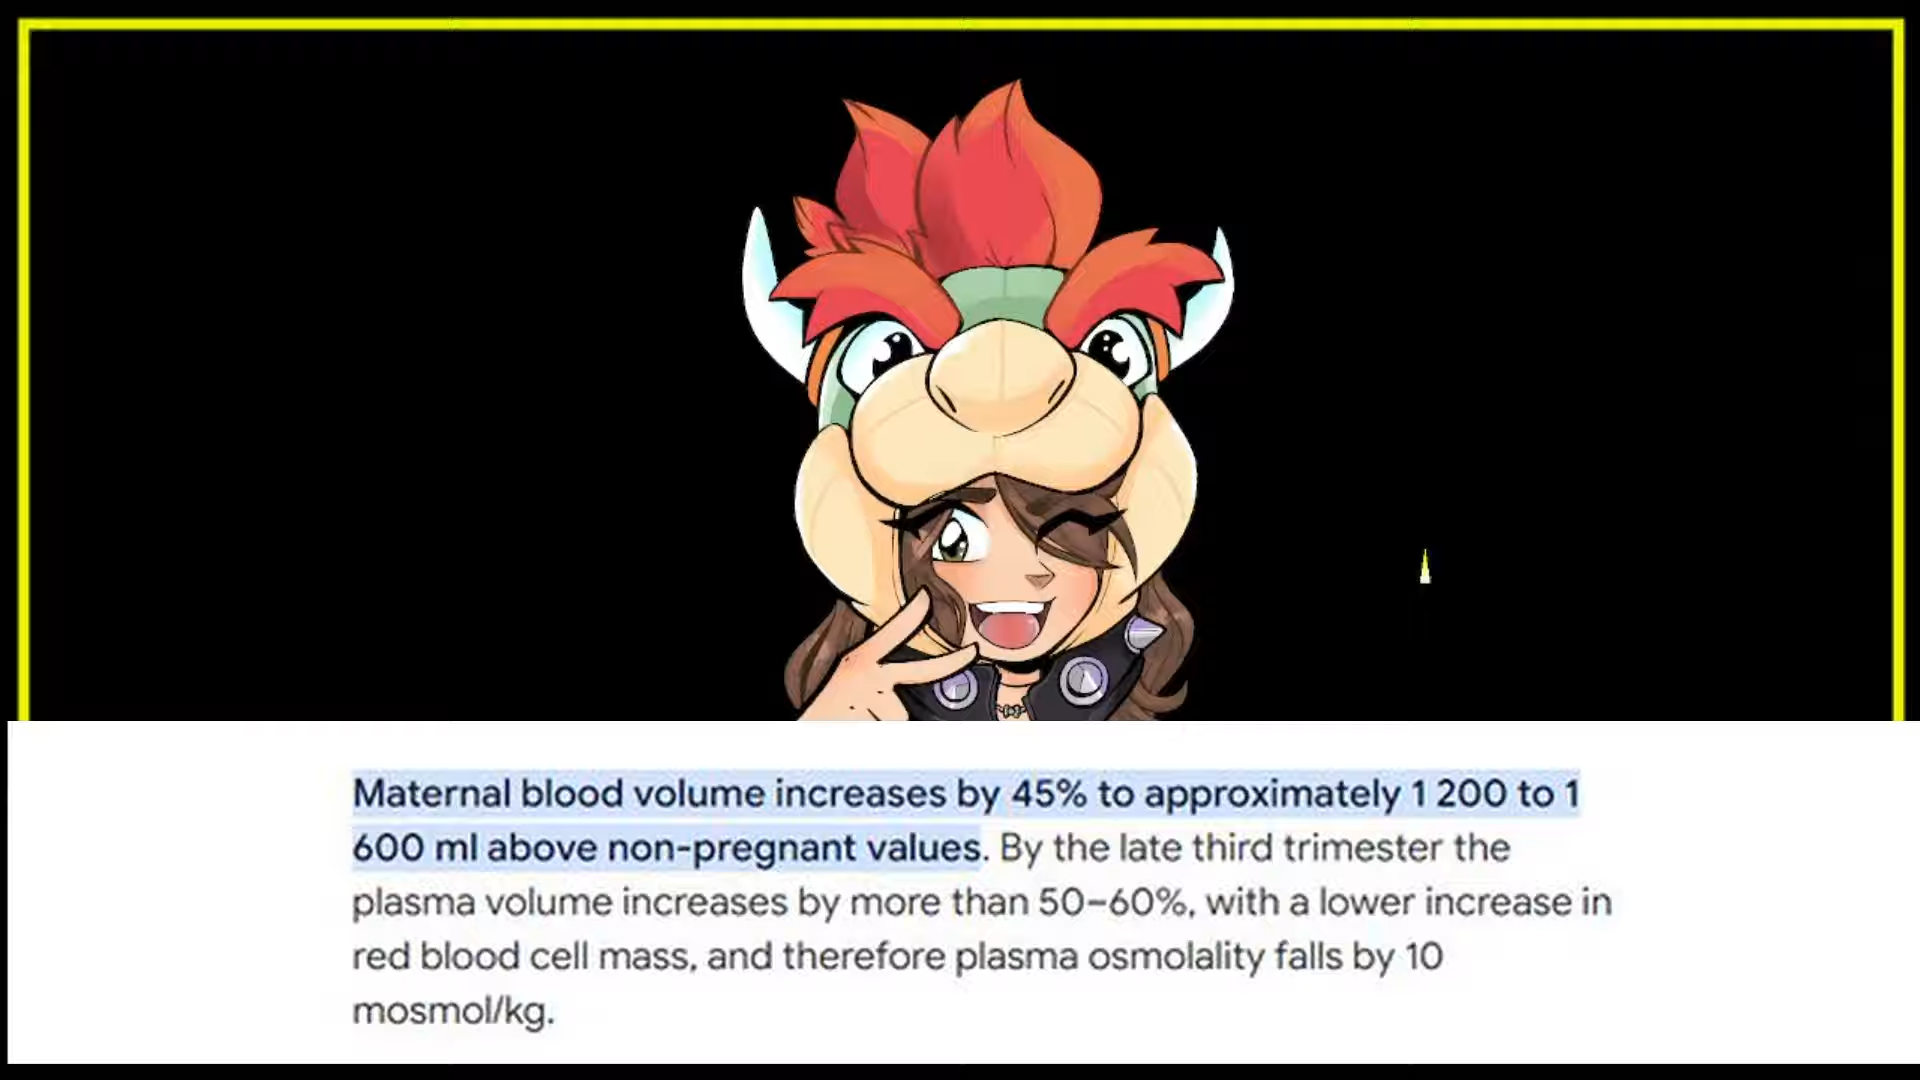 Maternal blood volume increases by 45% to approximately 1 200 to 1
600 ml above non-pregnant values. By the late third trimester the
plasma volume increases by more than 50–60%, with a lower increase in
red blood cell mass, and therefore plasma osmolality falls by 10
mosmol/kg.